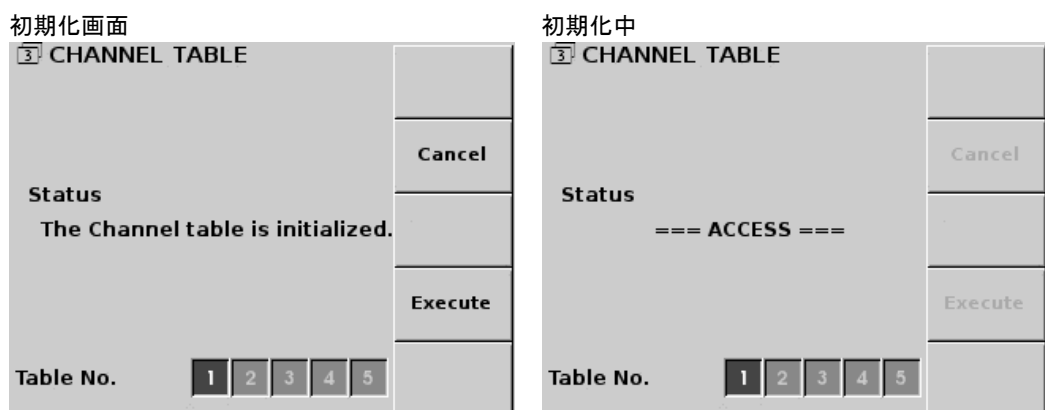 初期化画面
3 CHANNEL TABLE
Cancel
Status
The Channel table is initialized.
Execute
Table No. 1 2 3 4 5
初期化中
3 CHANNEL TABLE
Cancel
Status
=== ACCESS ===
Execute
Table No. 1 2 3 4 5